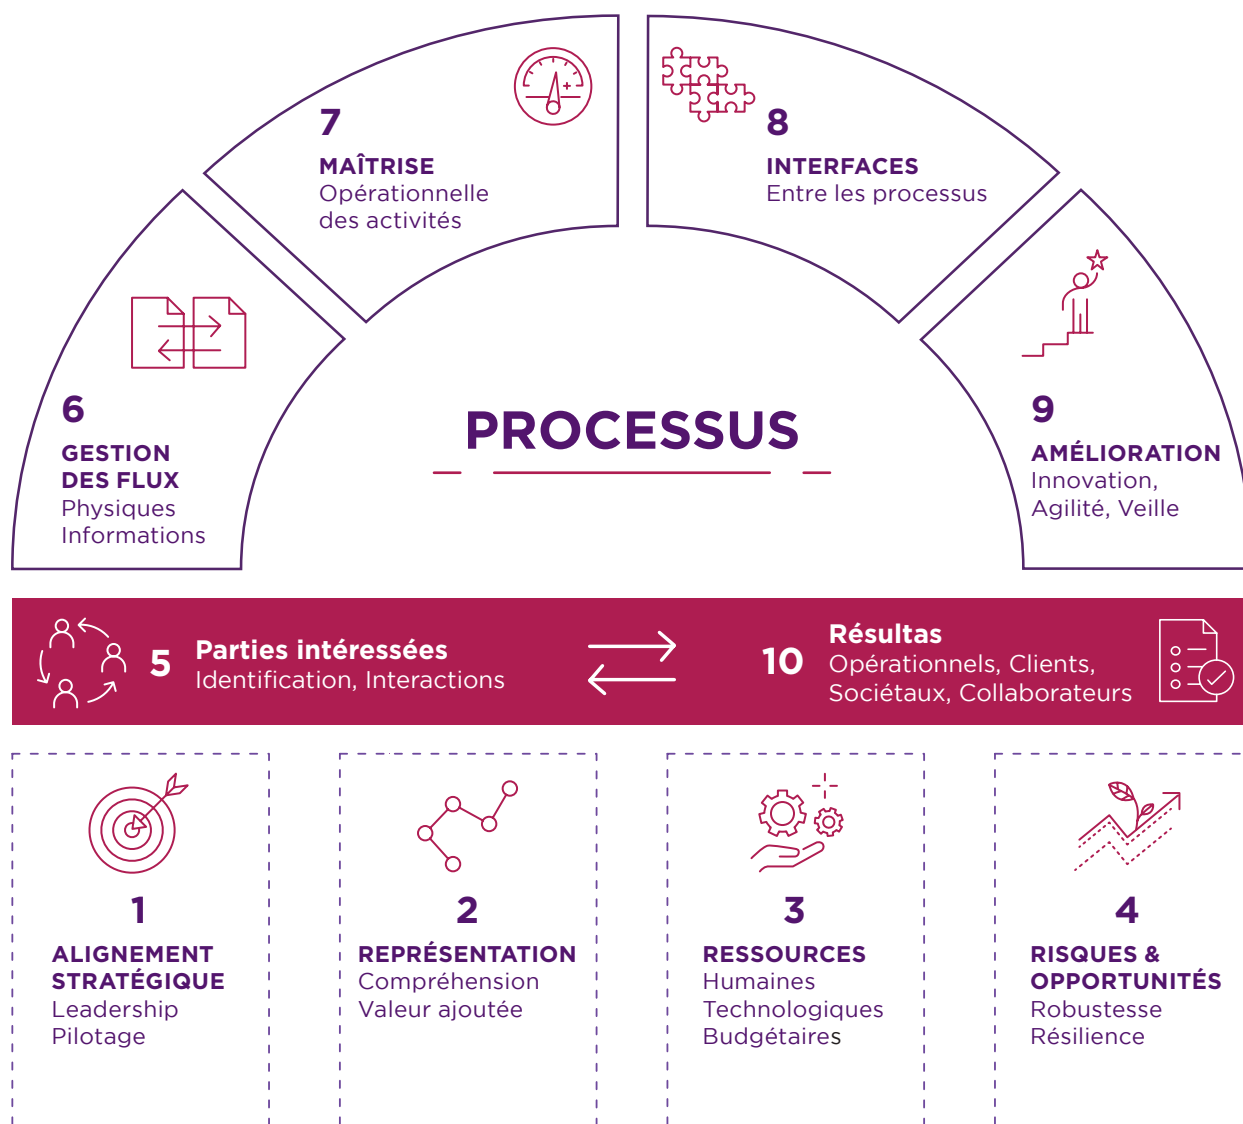 7
MAÎTRISE
Opérationnelle
des activités
8
INTERFACES
Entre les processus
6
GESTION
DES FLUX
Physiques
Informations
PROCESSUS
9
AMÉLIORATION
Innovation,
Agilité, Veille
5
Parties intéressées
Identification, Interactions
10
Résultas
Opérationnels, Clients,
Sociétaux, Collaborateurs
1
ALIGNEMENT
STRATÉGIQUE
Leadership
Pilotage
2
REPRÉSENTATION
Compréhension
Valeur ajoutée
3
RESSOURCES
Humaines
Technologiques
Budgétaires
4
RISQUES &
OPPORTUNITÉS
Robustesse
Résilience